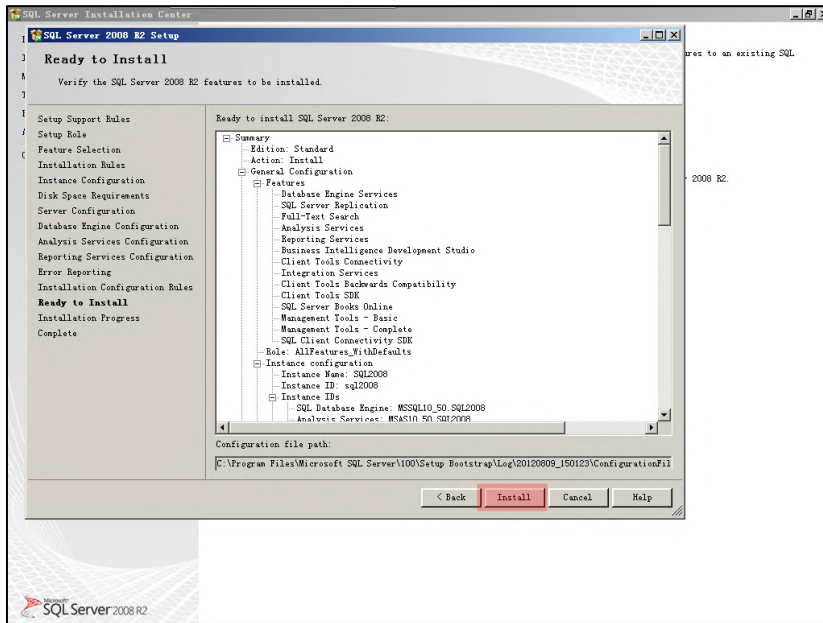 SQL Server Installation Center
SQL Server 2008 R2 Setup
Ready to Install
Verify the SQL Server 2008 R2 features to be installed.
ures to an existing SQL
2008 R2.
Setup Support Rules
Setup Role
Feature Selection
Installation Rules
Instance Configuration
Disk Space Requirements
Server Configuration
Database Engine Configuration
Analysis Services Configuration
Reporting Services Configuration
Error Reporting
Installation Configuration Rules
Ready to Install
Installation Progress
Complete
Ready to install SQL Server 2008 R2:
Summary
Edition: Standard
Action: Install
General Configuration
Features
Database Engine Services
SQL Server Replication
Full-Text Search
Analysis Services
Reporting Services
Business Intelligence Development Studio
Client Tools Connectivity
Integration Services
Client Tools Backwards Compatibility
Client Tools SDK
SQL Server Books Online
Management Tools - Basic
Management Tools - Complete
SQL Client Connectivity SDK
Role: AllFeatures_WithDefaults
Instance configuration
Instance Name: SQL2008
Instance ID: sql2008
Instance IDs
SQL Database Engine: MSSQL10_50.SQL2008
Analysis Services: MSAS10_50.SQL2008
Configuration file path:
C:\Program Files\Microsoft SQL Server\100\Setup Bootstrap\Log\20120809_150123\ConfigurationFil
< Back Install Cancel Help
Microsoft
SQL Server 2008 R2